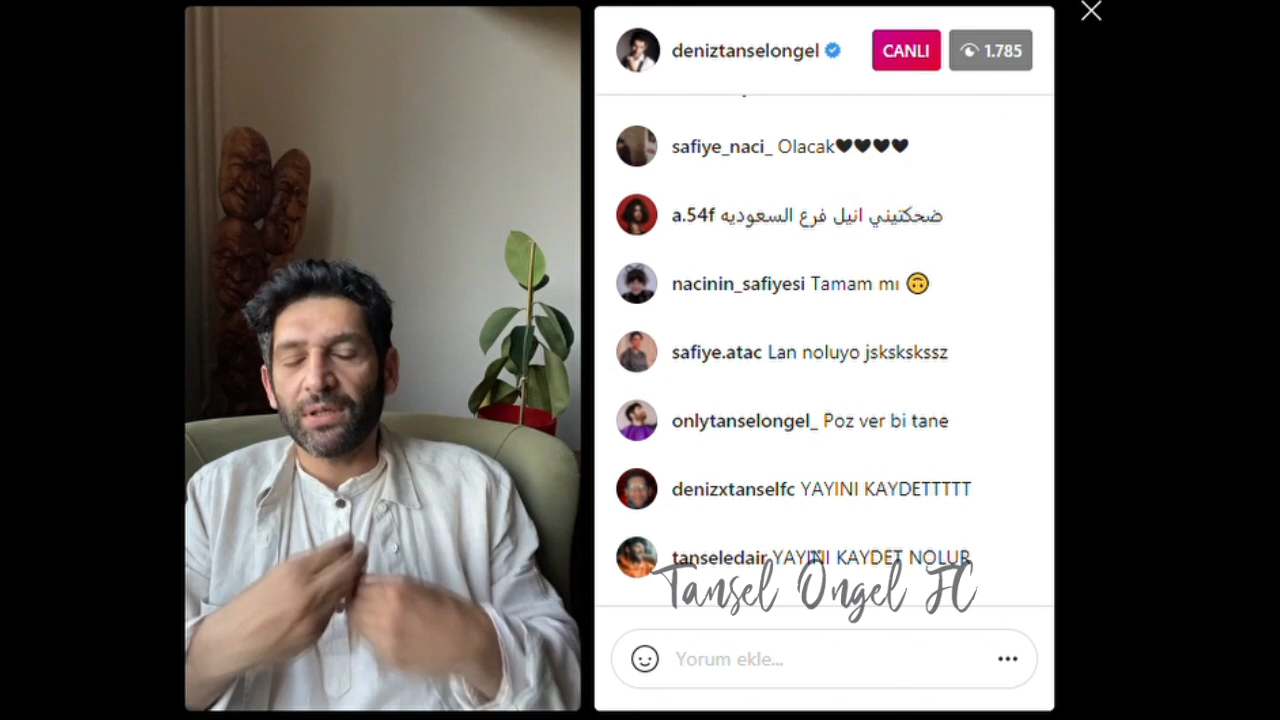 deniztanselongel
CANLI
1.785
safiye_naci_ Olacak🖤🖤🖤🖤
a.54f ضحكتيني انيل فرع السعوديه
nacinin_safiyesi Tamam mı 🙃
safiye.atac Lan noluyo jsksksksszz
onlytanselongel_ Poz ver bi tane
denizxtanselfc YAYINI KAYDETTTTT
tanseledair YAYINI KAYDET NOLUR
Tansel Öngel FC
Yorum ekle...